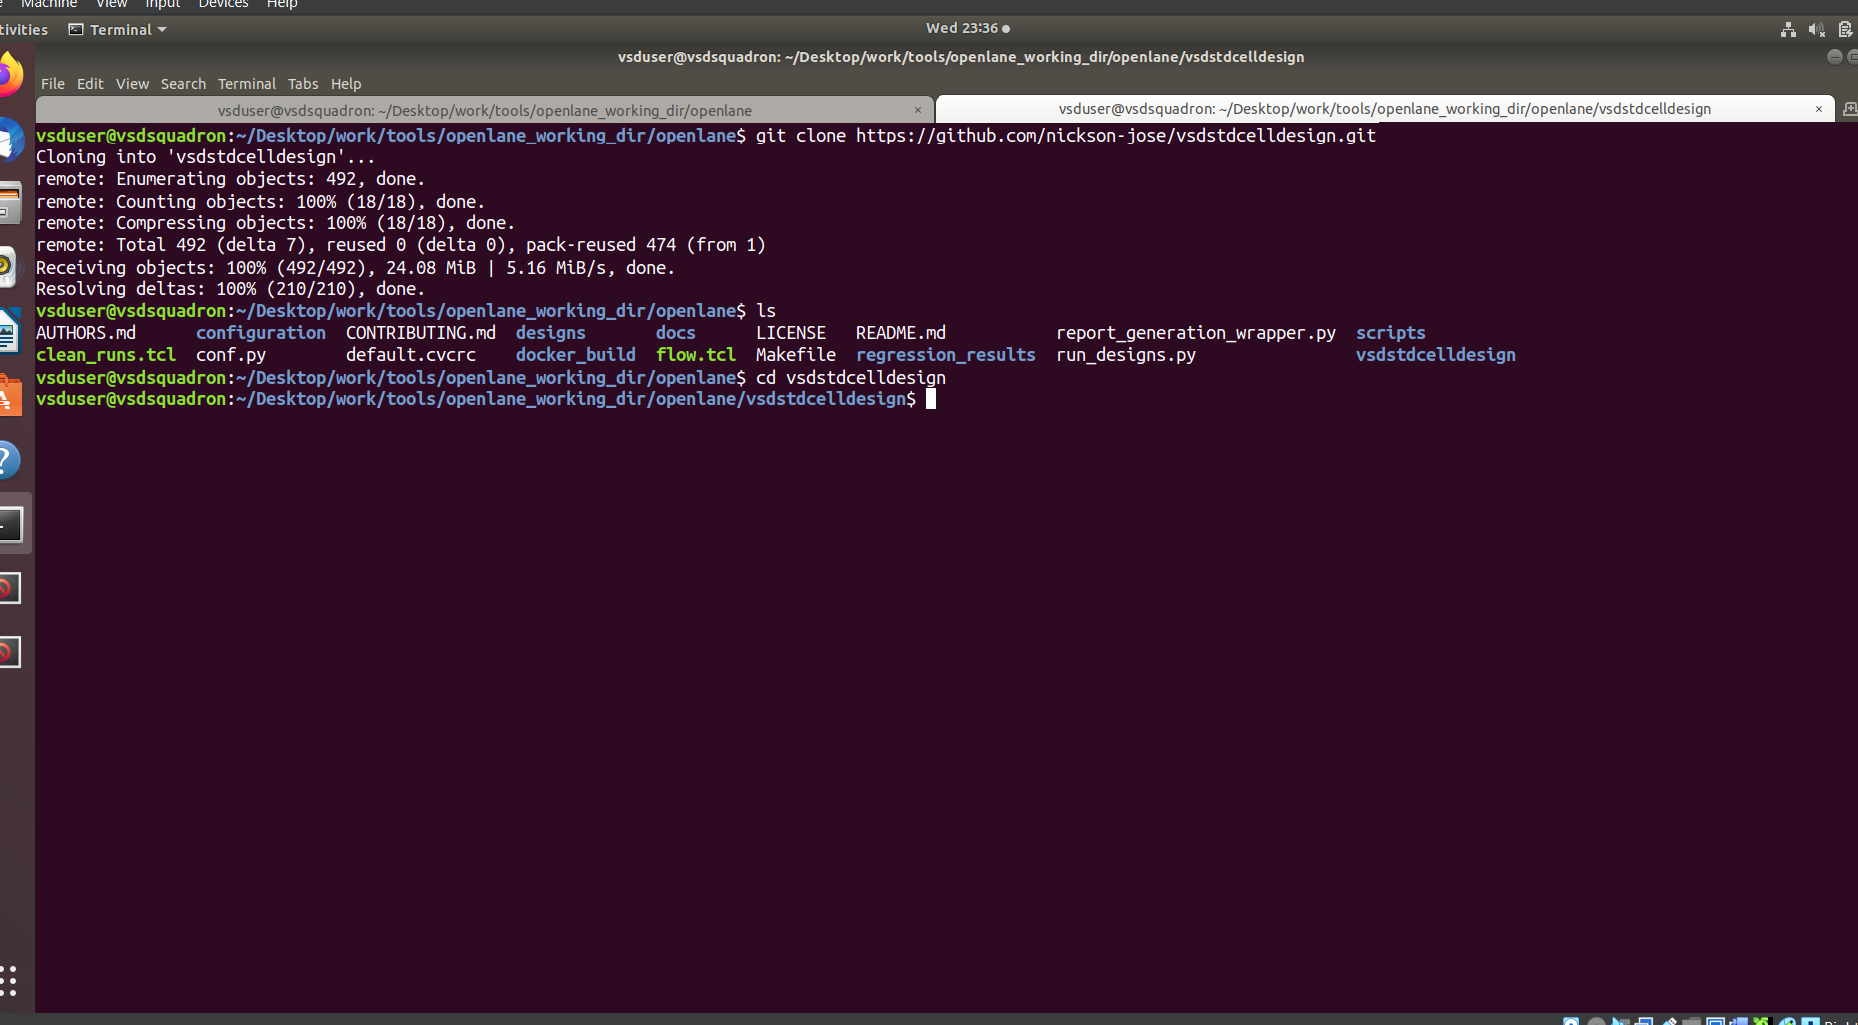 Machine View Input Devices Help
tivities Terminal Wed 23:36
vsduser@vsdsquadron: ~/Desktop/work/tools/openlane_working_dir/openlane/vsdstdcelldesign
File Edit View Search Terminal Tabs Help
vsduser@vsdsquadron: ~/Desktop/work/tools/openlane_working_dir/openlane × vsduser@vsdsquadron: ~/Desktop/work/tools/openlane_working_dir/openlane/vsdstdcelldesign ×
vsduser@vsdsquadron:~/Desktop/work/tools/openlane_working_dir/openlane$ git clone https://github.com/nickson-jose/vsdstdcelldesign.git
Cloning into 'vsdstdcelldesign'...
remote: Enumerating objects: 492, done.
remote: Counting objects: 100% (18/18), done.
remote: Compressing objects: 100% (18/18), done.
remote: Total 492 (delta 7), reused 0 (delta 0), pack-reused 474 (from 1)
Receiving objects: 100% (492/492), 24.08 MiB | 5.16 MiB/s, done.
Resolving deltas: 100% (210/210), done.
vsduser@vsdsquadron:~/Desktop/work/tools/openlane_working_dir/openlane$ ls
AUTHORS.md configuration CONTRIBUTING.md designs docs LICENSE README.md report_generation_wrapper.py scripts
clean_runs.tcl conf.py default.cvcrc docker_build flow.tcl Makefile regression_results run_designs.py vsdstdcelldesign
vsduser@vsdsquadron:~/Desktop/work/tools/openlane_working_dir/openlane$ cd vsdstdcelldesign
vsduser@vsdsquadron:~/Desktop/work/tools/openlane_working_dir/openlane/vsdstdcelldesign$